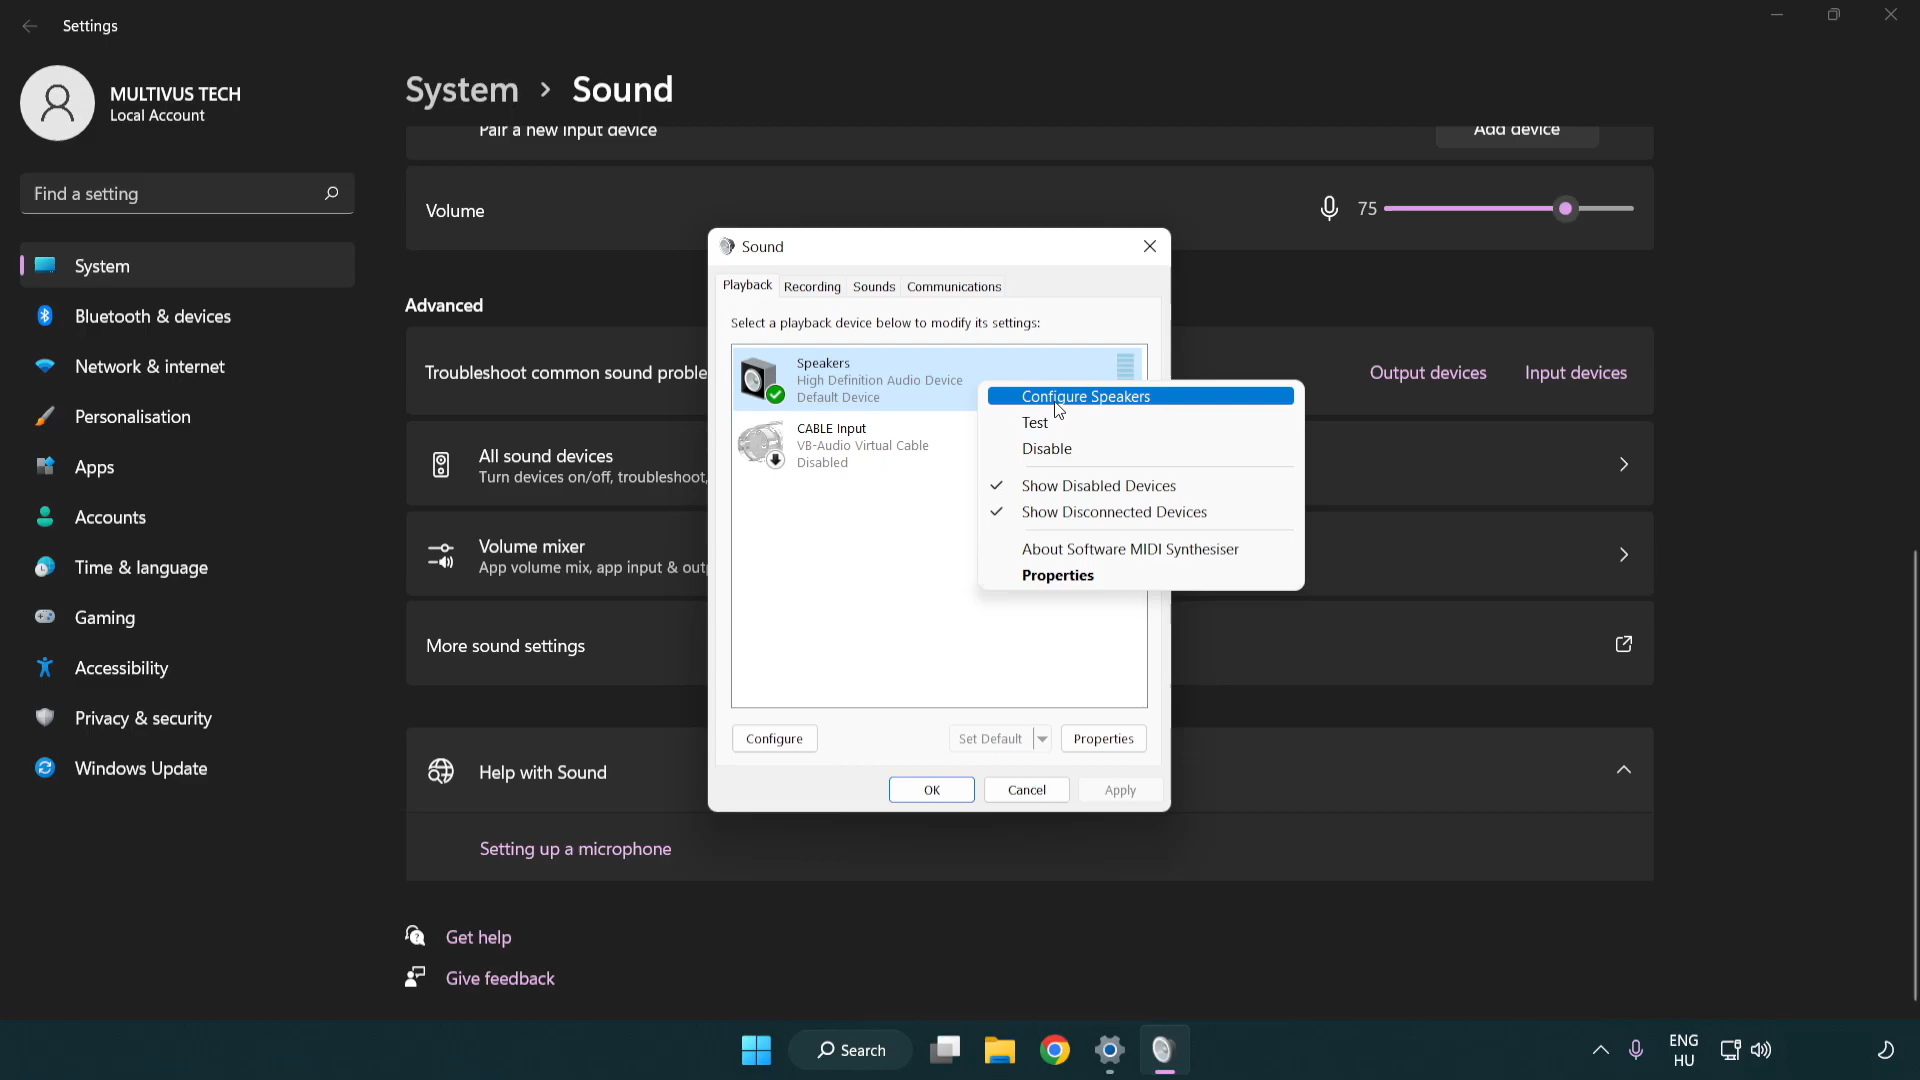 Settings
MULTIVUS TECH
Local Account
Find a setting
System
Bluetooth & devices
Network & internet
Personalisation
Apps
Accounts
Time & language
Gaming
Accessibility
Privacy & security
Windows Update
System > Sound
Pair a new input device
Add device
Volume
75
Advanced
Troubleshoot common sound proble
Output devices
Input devices
All sound devices
Turn devices on/off, troubleshoot,
Volume mixer
App volume mix, app input & out
More sound settings
Help with Sound
Setting up a microphone
Get help
Give feedback
Sound
Playback Recording Sounds Communications
Select a playback device below to modify its settings:
Speakers
High Definition Audio Device
Default Device
CABLE Input
VB-Audio Virtual Cable
Disabled
Configure Speakers
Test
Disable
Show Disabled Devices
Show Disconnected Devices
About Software MIDI Synthesiser
Properties
Configure
Set Default
Properties
OK
Cancel
Apply
Search
ENG
HU